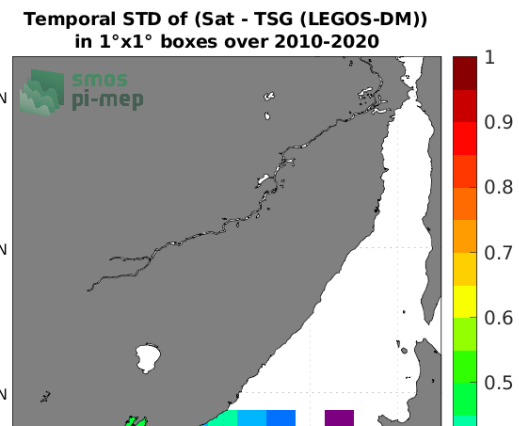 Temporal STD of (Sat - TSG (LEGOS-DM))
in 1°x1° boxes over 2010-2020
smos
pi-mep
N
N
N
1
0.9
0.8
0.7
0.6
0.5